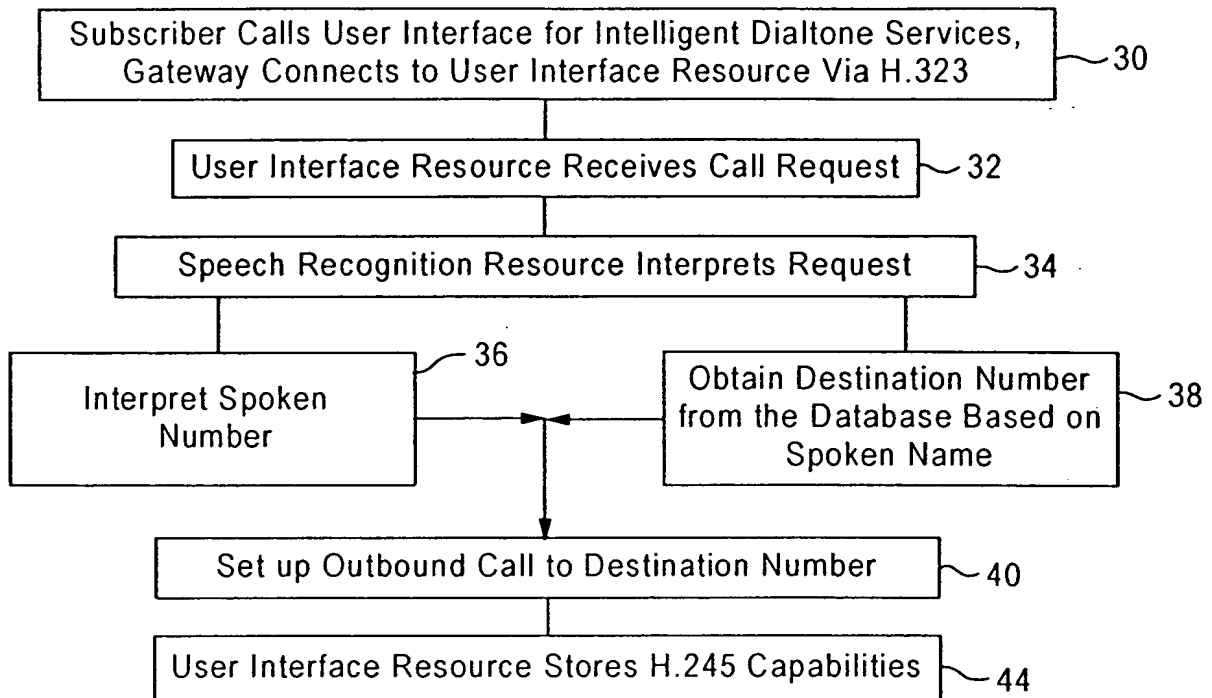 Subscriber Calls User Interface for Intelligent Dialtone Services,
Gateway Connects to User Interface Resource Via H.323
30
User Interface Resource Receives Call Request
32
Speech Recognition Resource Interprets Request
34
Interpret Spoken
Number
36
Obtain Destination Number
from the Database Based on
Spoken Name
38
Set up Outbound Call to Destination Number
40
User Interface Resource Stores H.245 Capabilities
44